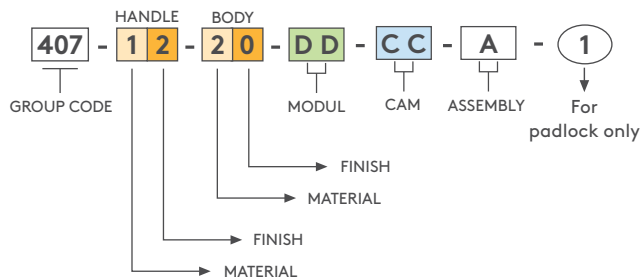 HANDLE BODY
407 - 1 2 - 2 0 - D D - C C - A - 1
GROUP CODE MODUL CAM ASSEMBLY For
padlock only
FINISH
MATERIAL
FINISH
MATERIAL